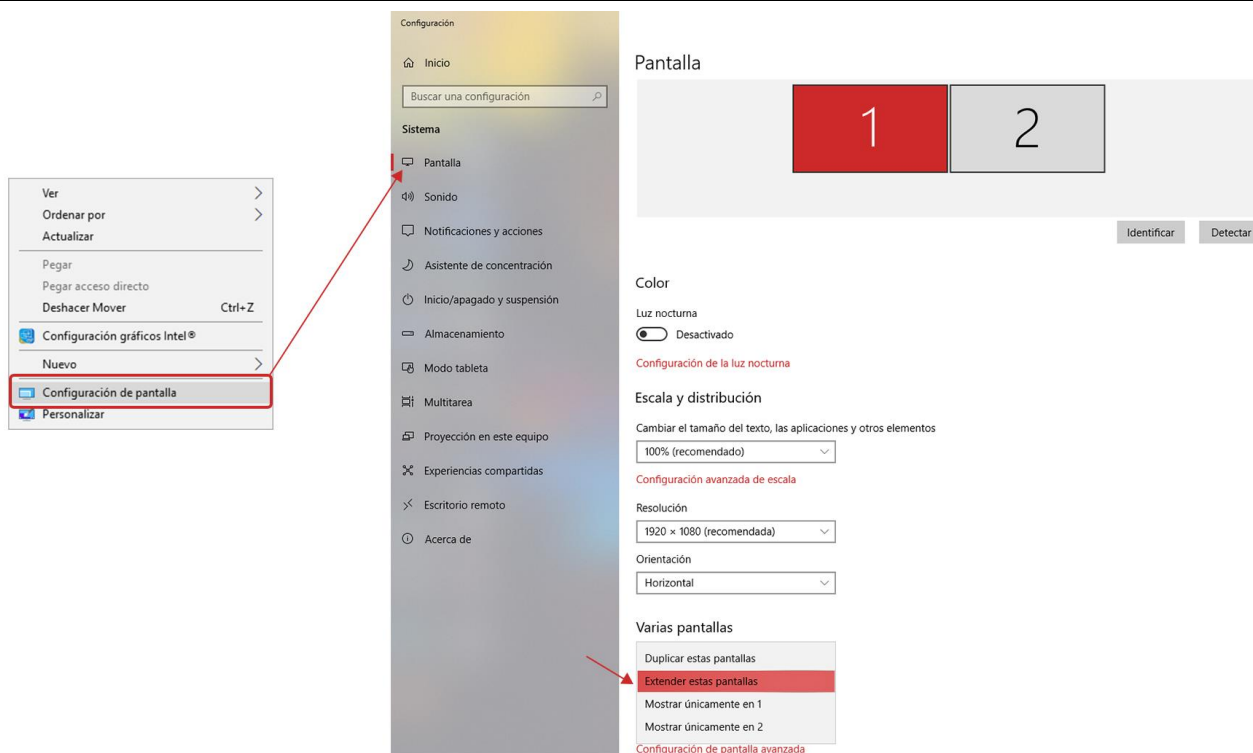 Ver
Ordenar por
Actualizar
Pegar
Pegar acceso directo
Deshacer Mover Ctrl+Z
Configuración gráficos Intel®
Nuevo
Configuración de pantalla
Personalizar
Configuración
Inicio
Buscar una configuración
Sistema
Pantalla
Sonido
Notificaciones y acciones
Asistente de concentración
Inicio/apagado y suspensión
Almacenamiento
Modo tableta
Multitarea
Proyección en este equipo
Experiencias compartidas
Escritorio remoto
Acerca de
Pantalla
1 2
Identificar Detectar
Color
Luz nocturna
Desactivado
Configuración de la luz nocturna
Escala y distribución
Cambiar el tamaño del texto, las aplicaciones y otros elementos
100% (recomendado)
Configuración avanzada de escala
Resolución
1920 × 1080 (recomendada)
Orientación
Horizontal
Varias pantallas
Duplicar estas pantallas
Extender estas pantallas
Mostrar únicamente en 1
Mostrar únicamente en 2
Configuración de pantalla avanzada